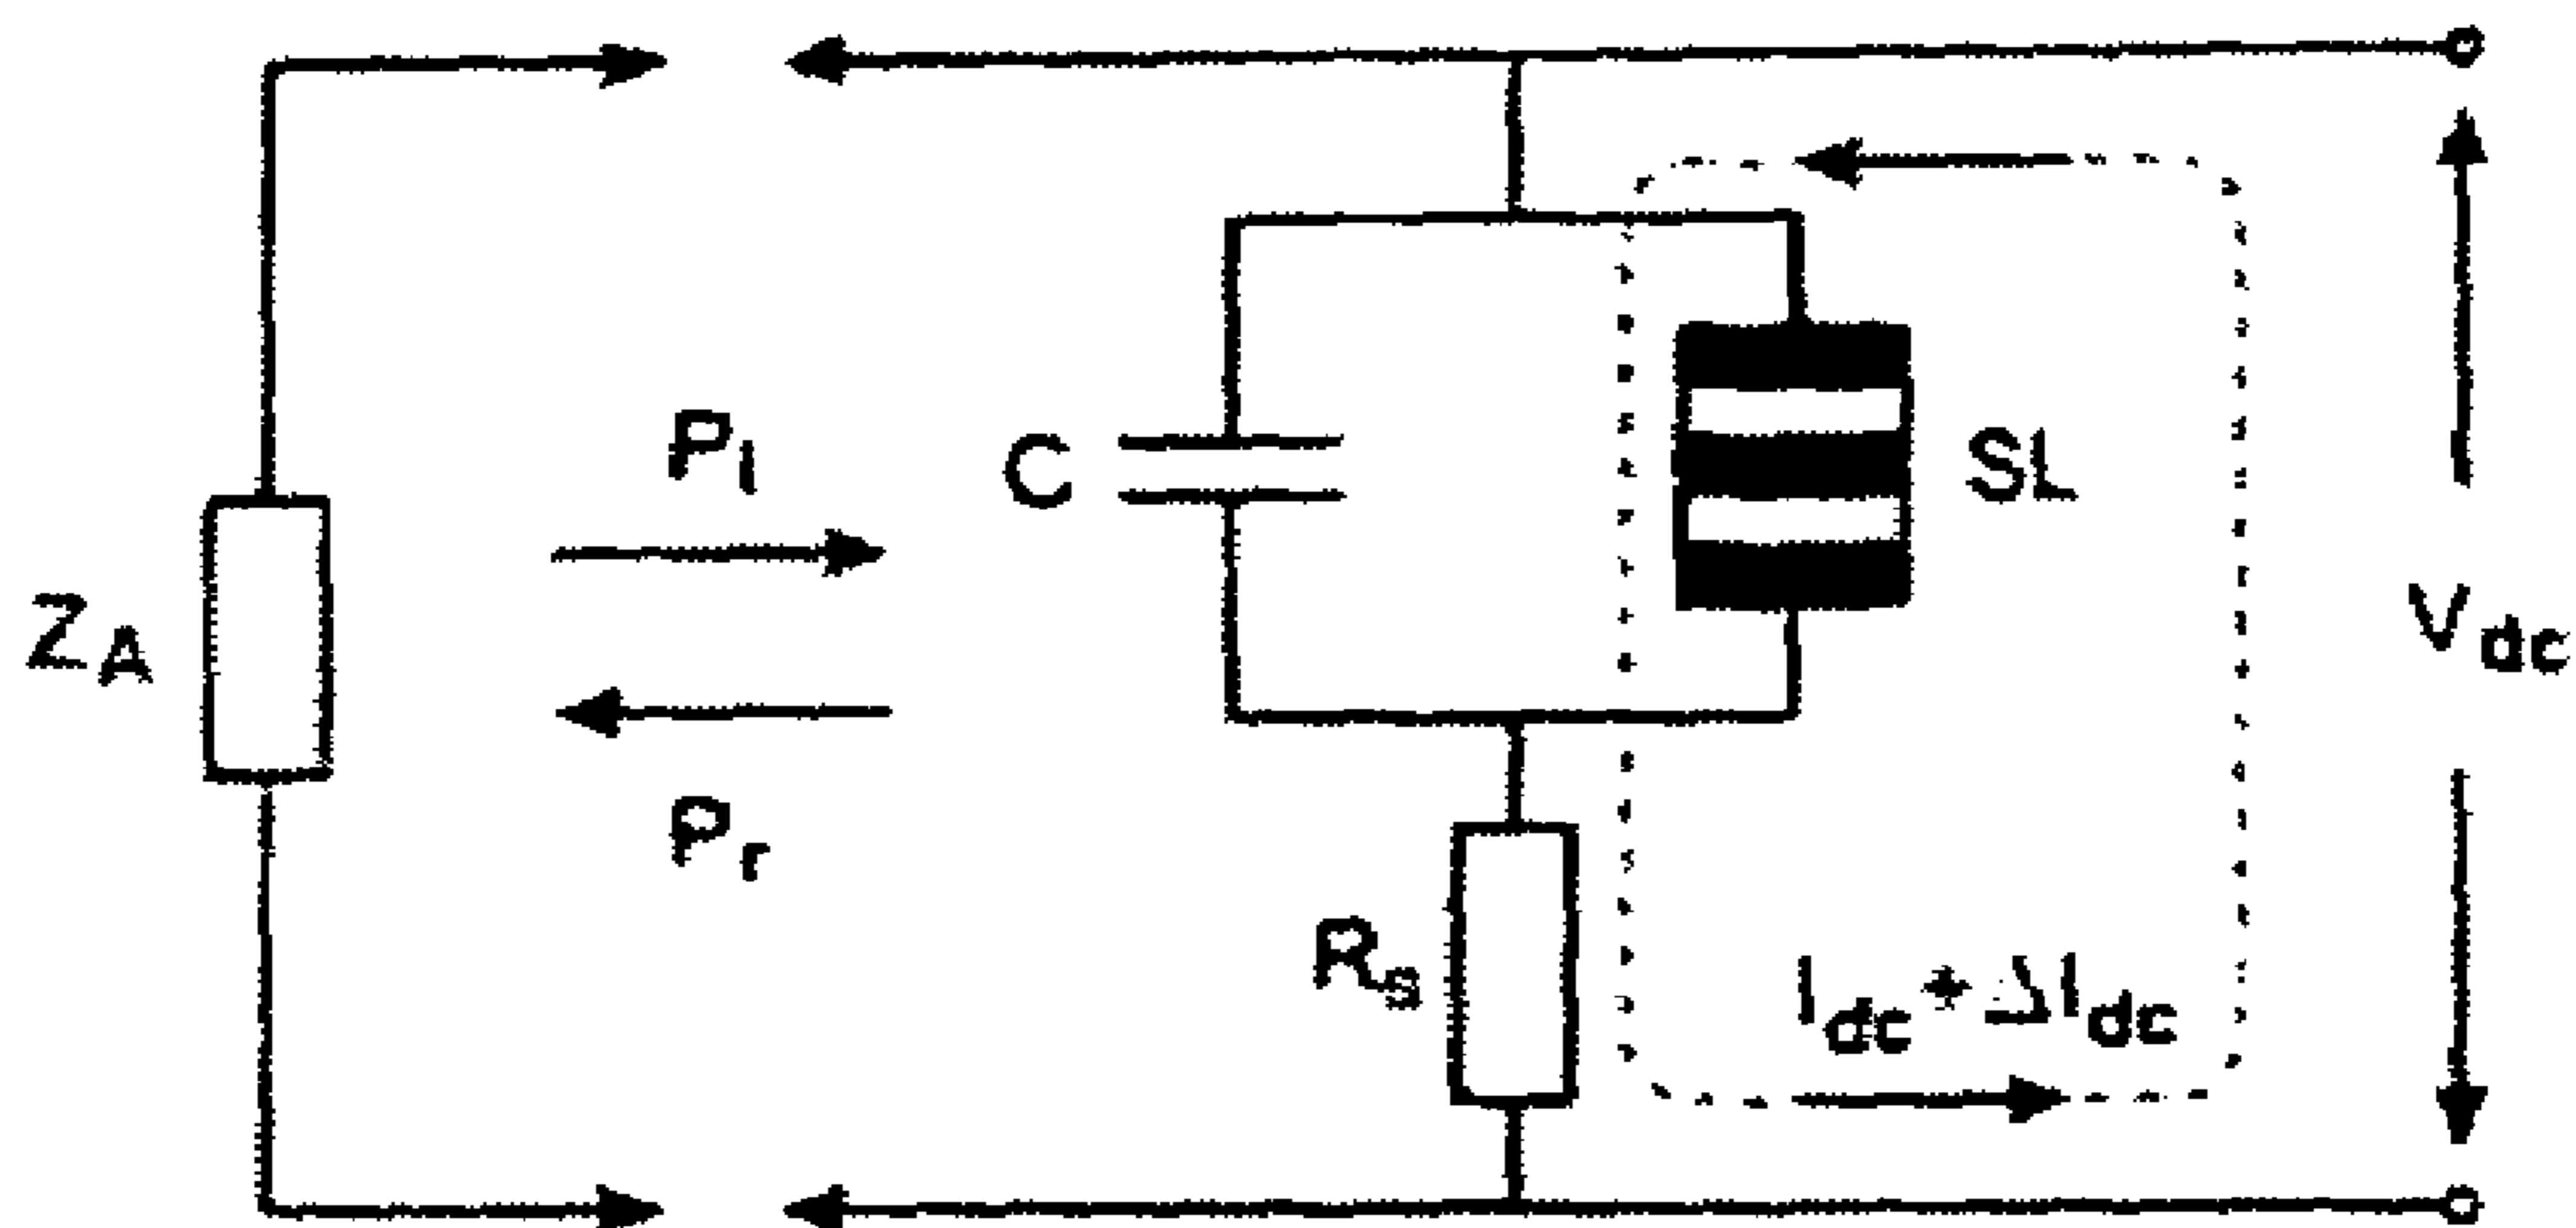 P_i
C
SL
Z_A
V_dc
P_r
R_s
I_dc + ΔI_dc